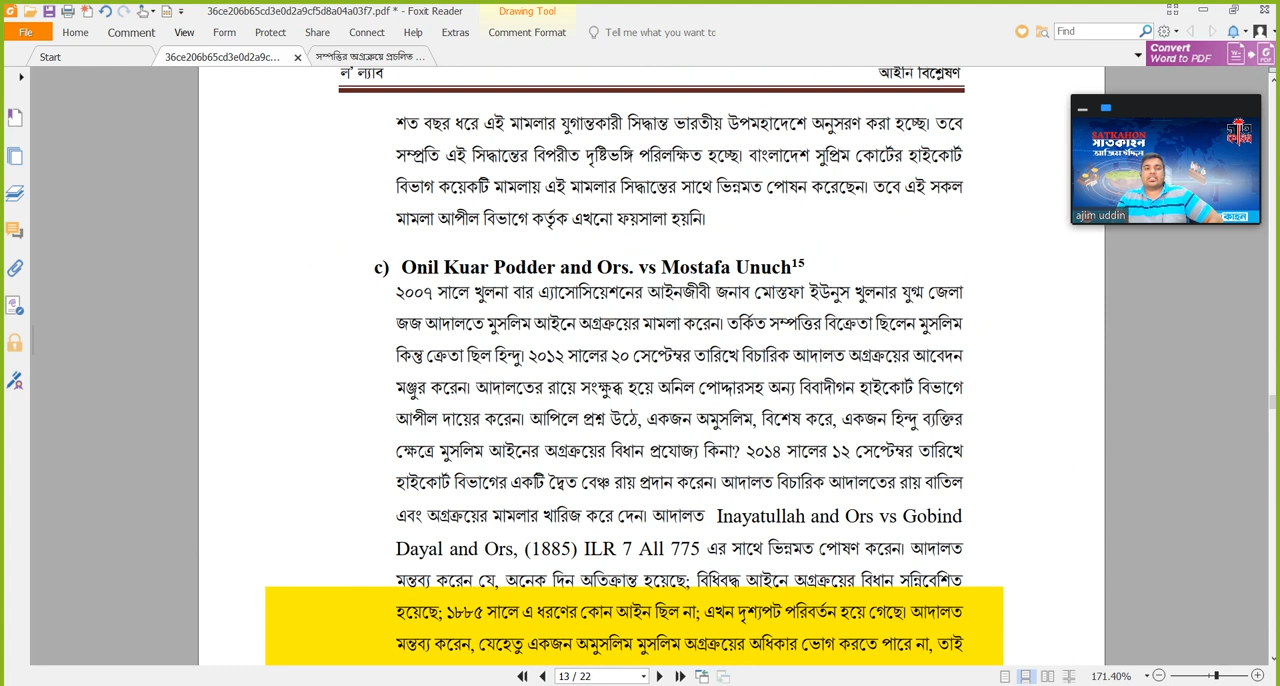 36ce206b65cd3e0d2a9cf5d8a04a03f7.pdf * - Foxit Reader
Drawing Tool
File Home Comment View Form Protect Share Connect Help Extras Comment Format Tell me what you want tc Find
Start 36ce206b65cd3e0d2a9c... সম্পত্তির অগ্রক্রয়ে প্রচলিত ...
Convert
Word to PDF
ল' ল্যাব আইনি বিশ্লেষণ
শত বছর ধরে এই মামলার যুগান্তকারী সিদ্ধান্ত ভারতীয় উপমহাদেশে অনুসরণ করা হচ্ছে। তবে
সম্প্রতি এই সিদ্ধান্তের বিপরীত দৃষ্টিভঙ্গি পরিলক্ষিত হচ্ছে। বাংলাদেশ সুপ্রিম কোর্টের হাইকোর্ট
বিভাগ কয়েকটি মামলায় এই মামলার সিদ্ধান্তের সাথে ভিন্নমত পোষন করেছেন। তবে এই সকল
মামলা আপীল বিভাগে কর্তৃক এখনো ফয়সালা হয়নি।
c) Onil Kuar Podder and Ors. vs Mostafa Unuch15
২০০৭ সালে খুলনা বার এ্যাসোসিয়েশনের আইনজীবী জনাব মোস্তফা ইউনুস খুলনার যুগ্ম জেলা
জজ আদালতে মুসলিম আইনে অগ্রক্রয়ের মামলা করেন। তর্কিত সম্পত্তির বিক্রেতা ছিলেন মুসলিম
কিন্তু ক্রেতা ছিল হিন্দু। ২০১২ সালের ২০ সেপ্টেম্বর তারিখে বিচারিক আদালত অগ্রক্রয়ের আবেদন
মঞ্জুর করেন। আদালতের রায়ে সংক্ষুব্ধ হয়ে অনিল পোদ্দারসহ অন্য বিবাদীগন হাইকোর্ট বিভাগে
আপীল দায়ের করেন। আপিলে প্রশ্ন উঠে, একজন অমুসলিম, বিশেষ করে, একজন হিন্দু ব্যক্তির
ক্ষেত্রে মুসলিম আইনের অগ্রক্রয়ের বিধান প্রযোজ্য কিনা? ২০১৪ সালের ১২ সেপ্টেম্বর তারিখে
হাইকোর্ট বিভাগের একটি দ্বৈত বেঞ্চ রায় প্রদান করেন। আদালত বিচারিক আদালতের রায় বাতিল
এবং অগ্রক্রয়ের মামলার খারিজ করে দেন। আদালত Inayatullah and Ors vs Gobind
Dayal and Ors, (1885) ILR 7 All 775 এর সাথে ভিন্নমত পোষণ করেন। আদালত
মন্তব্য করেন যে, অনেক দিন অতিক্রান্ত হয়েছে; বিধিবদ্ধ আইনে অগ্রক্রয়ের বিধান সন্নিবেশিত
হয়েছে; ১৮৮৫ সালে এ ধরণের কোন আইন ছিল না; এখন দৃশ্যপট পরিবর্তন হয়ে গেছে। আদালত
মন্তব্য করেন, যেহেতু একজন অমুসলিম মুসলিম অগ্রক্রয়ের অধিকার ভোগ করতে পারে না, তাই
SATKAHON
সাতকাহন
ajim uddin
কাহন
13 / 22
171.40%